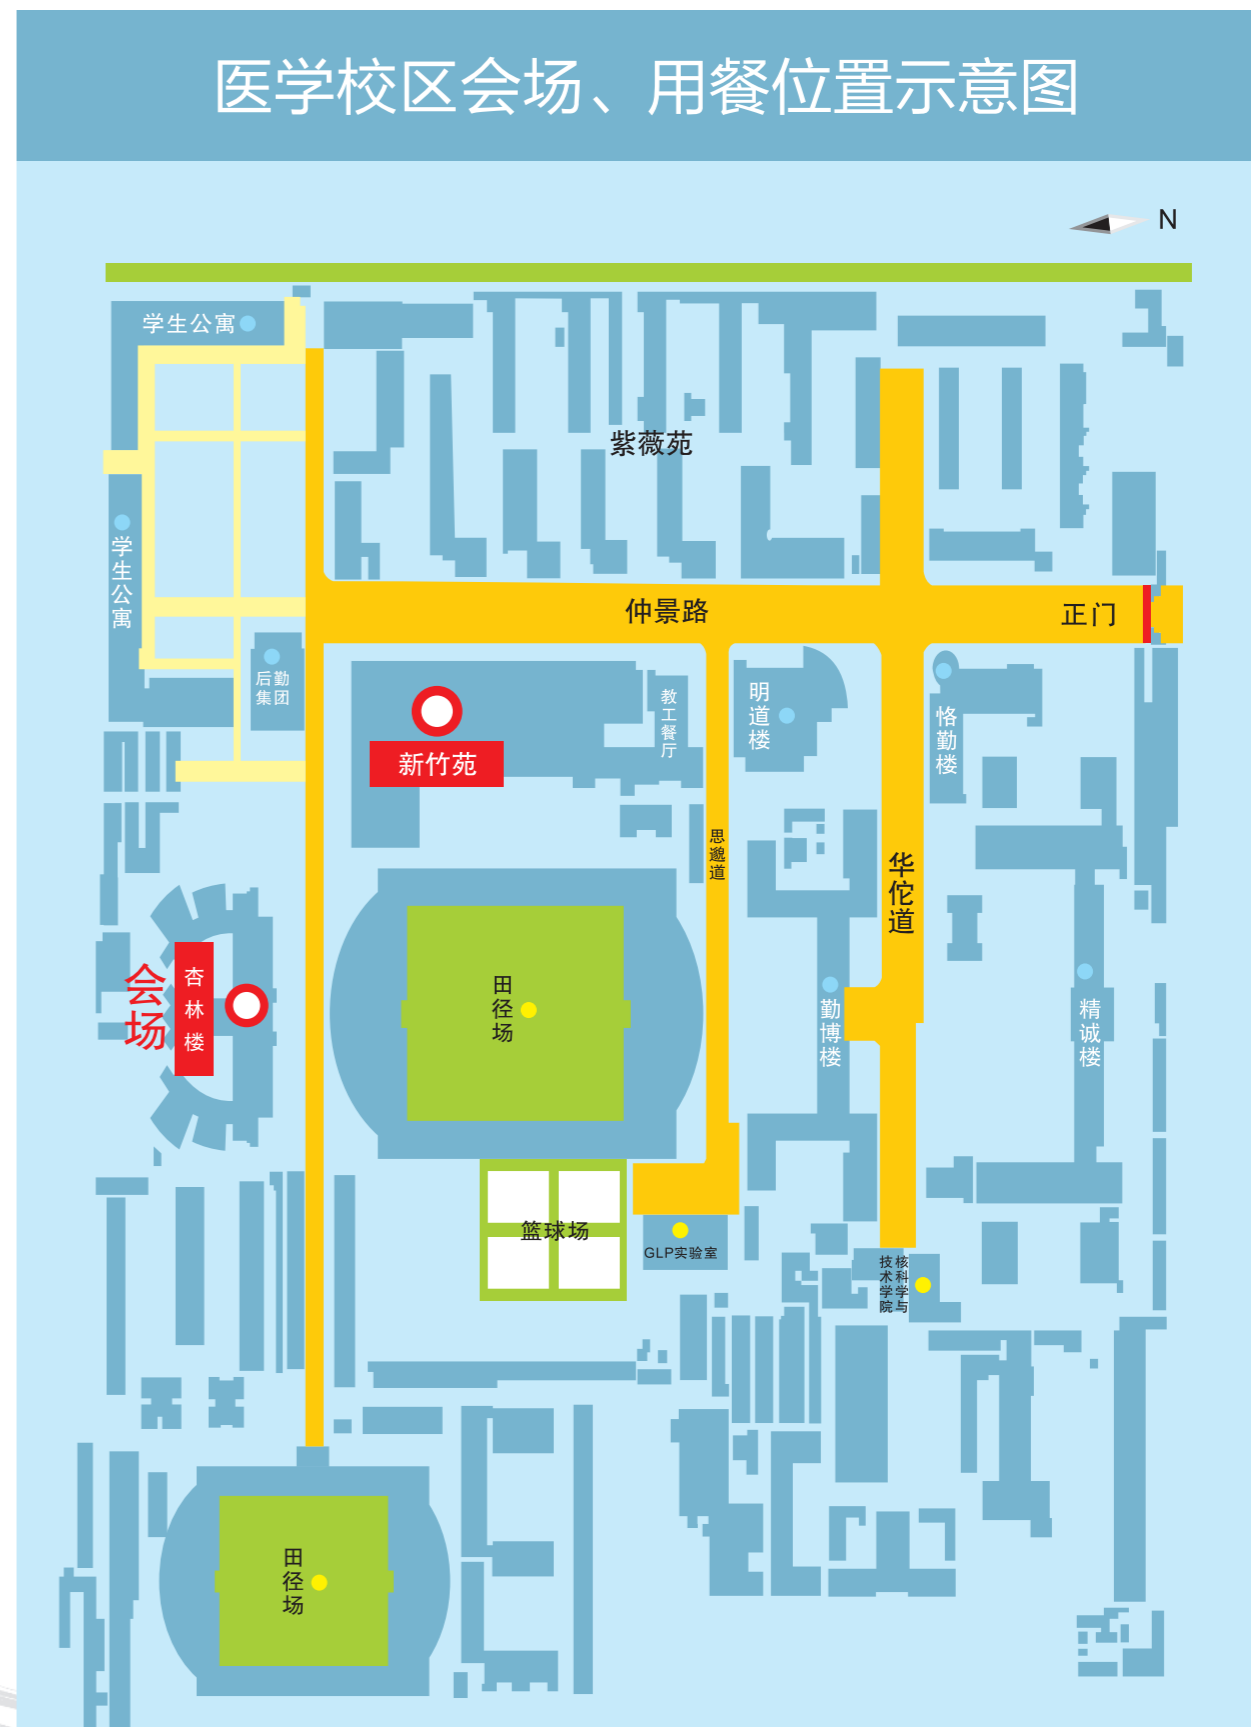 医学校区会场、用餐位置示意图
N
学生公寓
紫薇苑
学生公寓
仲景路
正门
后勤
集团
新竹苑
教工餐厅
明道楼
恪勤楼
思邈道
华佗道
会场
杏林楼
田径场
勤博楼
精诚楼
篮球场
GLP实验室
核科学与
技术学院
田径场